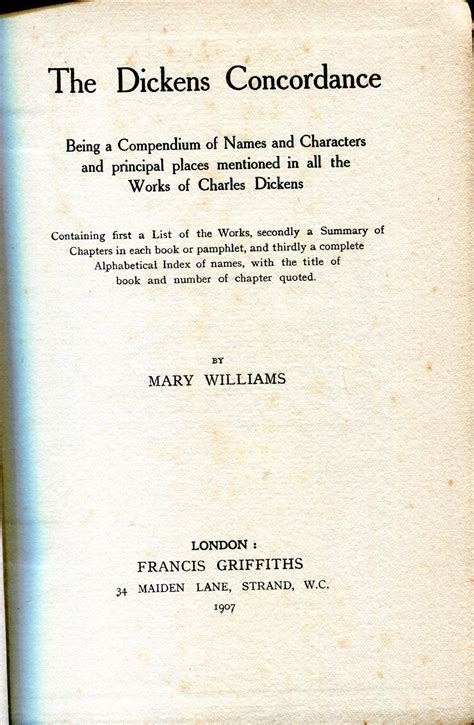 The Dickens Concordance
Being a Compendium of Names and Characters
and principal places mentioned in all the
Works of Charles Dickens
Containing first a List of the Works, secondly a Summary of
Chapters in each book or pamphlet, and thirdly a complete
Alphabetical Index of names, with the title of
book and number of chapter quoted.
BY
MARY WILLIAMS
LONDON :
FRANCIS GRIFFITHS
34 MAIDEN LANE, STRAND, W.C.
1907